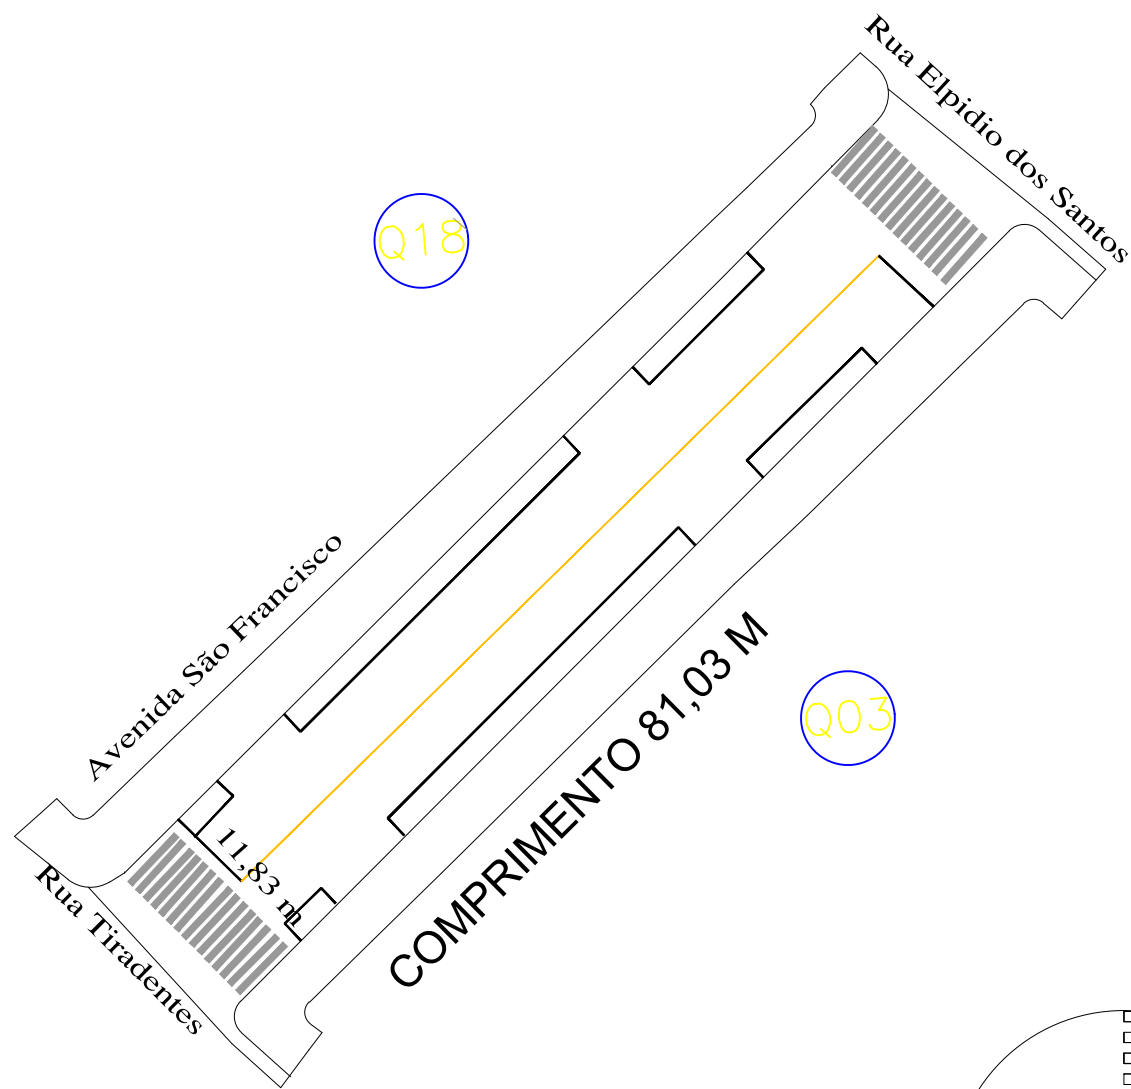 Rua Elpidio dos Santos
Q18
Avenida São Francisco
COMPRIMENTO 81,03 M
Q03
11,83 m
Rua Tiradentes